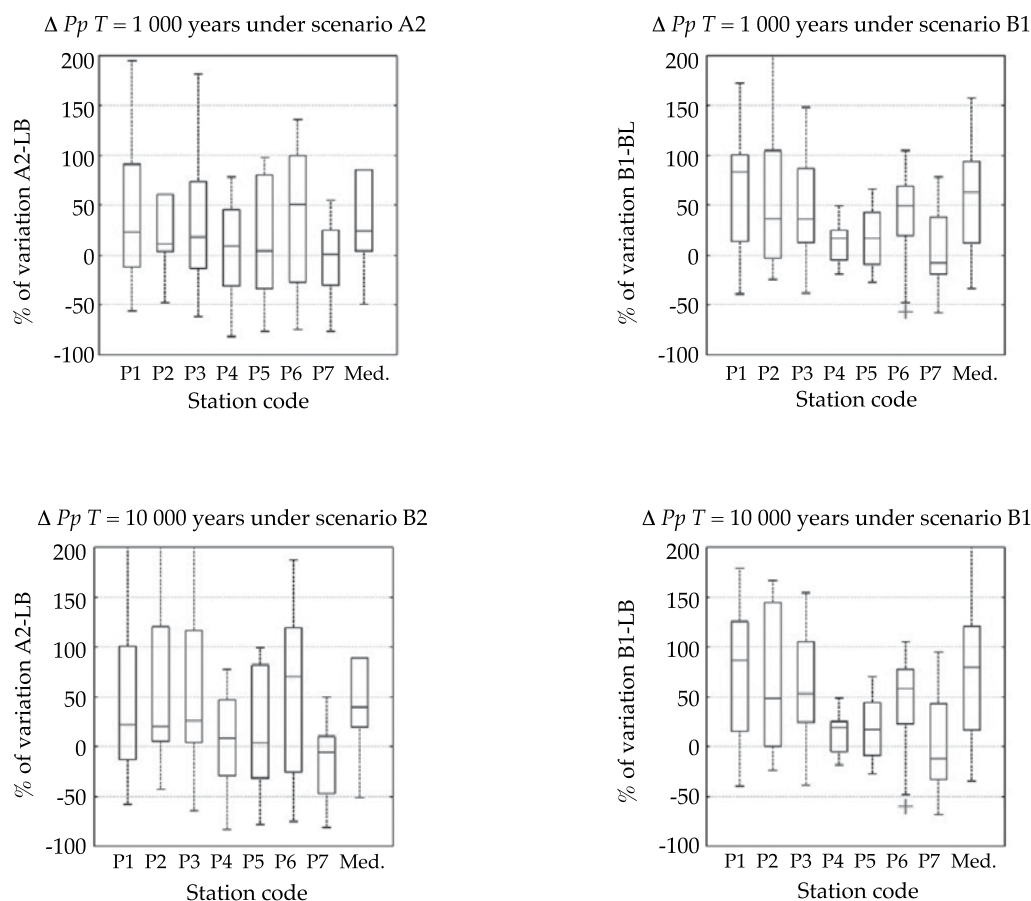 Δ Pp T = 1 000 years under scenario A2
% of variation A2-LB
200
150
100
50
0
-50
-100
P1 P2 P3 P4 P5 P6 P7 Med.
Station code
Δ Pp T = 1 000 years under scenario B1
% of variation B1-BL
200
150
100
50
0
-50
-100
P1 P2 P3 P4 P5 P6 P7 Med.
Station code
Δ Pp T = 10 000 years under scenario B2
% of variation A2-LB
200
150
100
50
0
-50
-100
P1 P2 P3 P4 P5 P6 P7 Med.
Station code
Δ Pp T = 10 000 years under scenario B1
% of variation B1-LB
200
150
100
50
0
-50
-100
P1 P2 P3 P4 P5 P6 P7 Med.
Station code